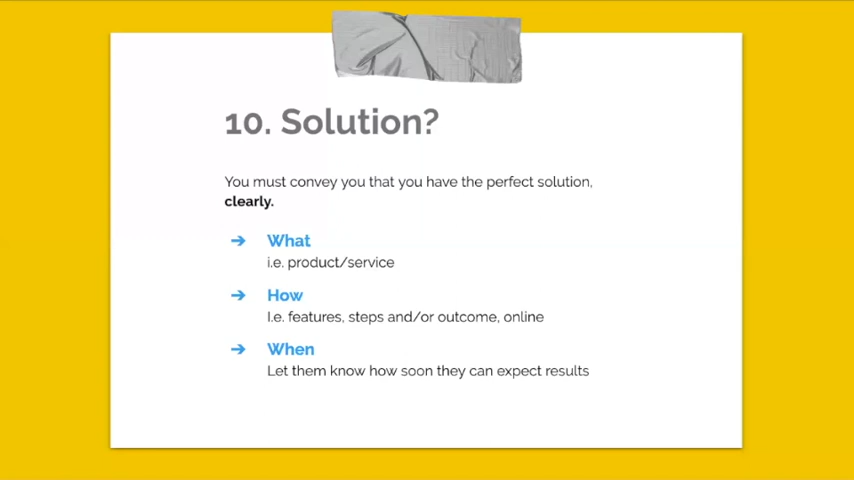 10. Solution?
You must convey you that you have the perfect solution,
clearly.
➔ What
i.e. product/service
➔ How
I.e. features, steps and/or outcome, online
➔ When
Let them know how soon they can expect results